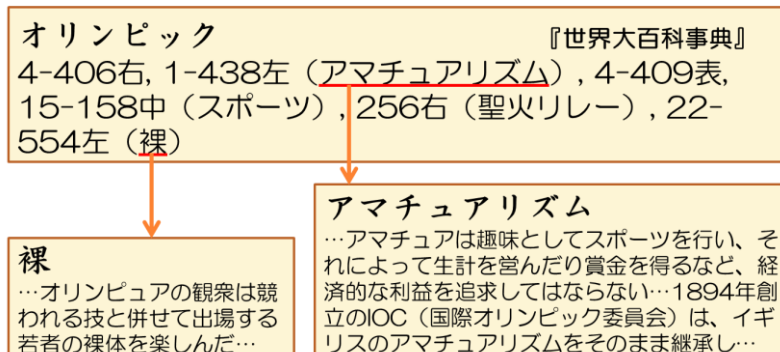 オリンピック 『世界大百科事典』
4-406右, 1-438左（アマチュアリズム）, 4-409表,
15-158中（スポーツ）, 256右（聖火リレー）, 22-
554左（裸）
裸
…オリンピュアの観衆は競
われる技と併せて出場する
若者の裸体を楽しんだ…
アマチュアリズム
…アマチュアは趣味としてスポーツを行い、そ
れによって生計を営んだり賞金を得るなど、経
済的な利益を追求してはならない…1894年創
立のIOC（国際オリンピック委員会）は、イギ
リスのアマチュアリズムをそのまま継承し…